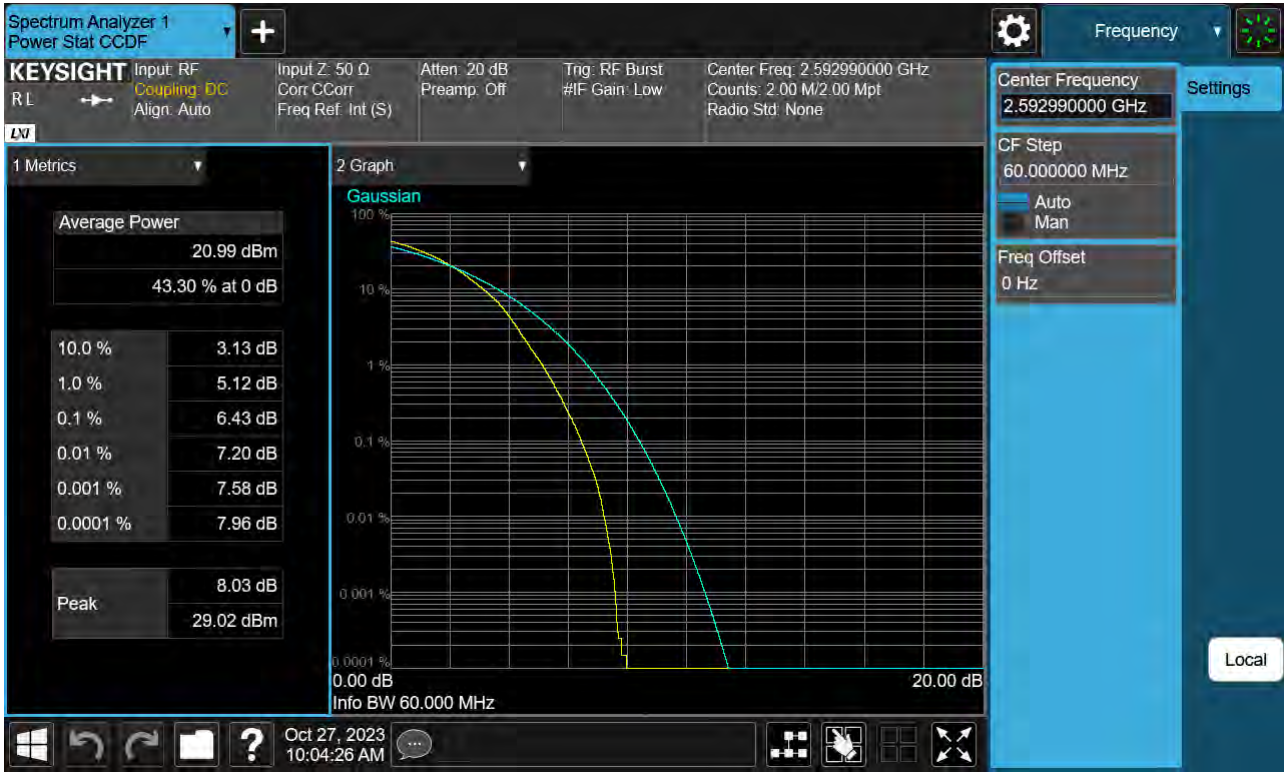 Spectrum Analyzer 1
Power Stat CCDF
Frequency
KEYSIGHT
RL
LXI
Input: RF
Coupling: DC
Align: Auto
Input Z: 50 Ω
Corr CCorr
Freq Ref: Int (S)
Atten: 20 dB
Preamp: Off
Trig: RF Burst
#IF Gain: Low
Center Freq: 2.592990000 GHz
Counts: 2.00 M/2.00 Mpt
Radio Std: None
Center Frequency
2.592990000 GHz
Settings
CF Step
60.000000 MHz
Auto
Man
Freq Offset
0 Hz
1 Metrics
Average Power
20.99 dBm
43.30 % at 0 dB
10.0 % 3.13 dB
1.0 % 5.12 dB
0.1 % 6.43 dB
0.01 % 7.20 dB
0.001 % 7.58 dB
0.0001 % 7.96 dB
Peak
8.03 dB
29.02 dBm
2 Graph
Gaussian
100 %
10 %
1 %
0.1 %
0.01 %
0.001 %
0.0001 %
0.00 dB 20.00 dB
Info BW 60.000 MHz
Local
?
Oct 27, 2023
10:04:26 AM